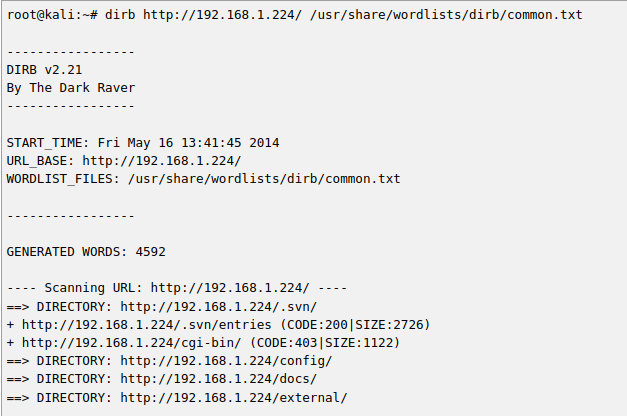 root@kali:~# dirb http://192.168.1.224/ /usr/share/wordlists/dirb/common.txt
-----------------
DIRB v2.21
By The Dark Raver
-----------------
START_TIME: Fri May 16 13:41:45 2014
URL_BASE: http://192.168.1.224/
WORDLIST_FILES: /usr/share/wordlists/dirb/common.txt
-----------------
GENERATED WORDS: 4592
---- Scanning URL: http://192.168.1.224/ ----
==> DIRECTORY: http://192.168.1.224/.svn/
+ http://192.168.1.224/.svn/entries (CODE:200|SIZE:2726)
+ http://192.168.1.224/cgi-bin/ (CODE:403|SIZE:1122)
==> DIRECTORY: http://192.168.1.224/config/
==> DIRECTORY: http://192.168.1.224/docs/
==> DIRECTORY: http://192.168.1.224/external/